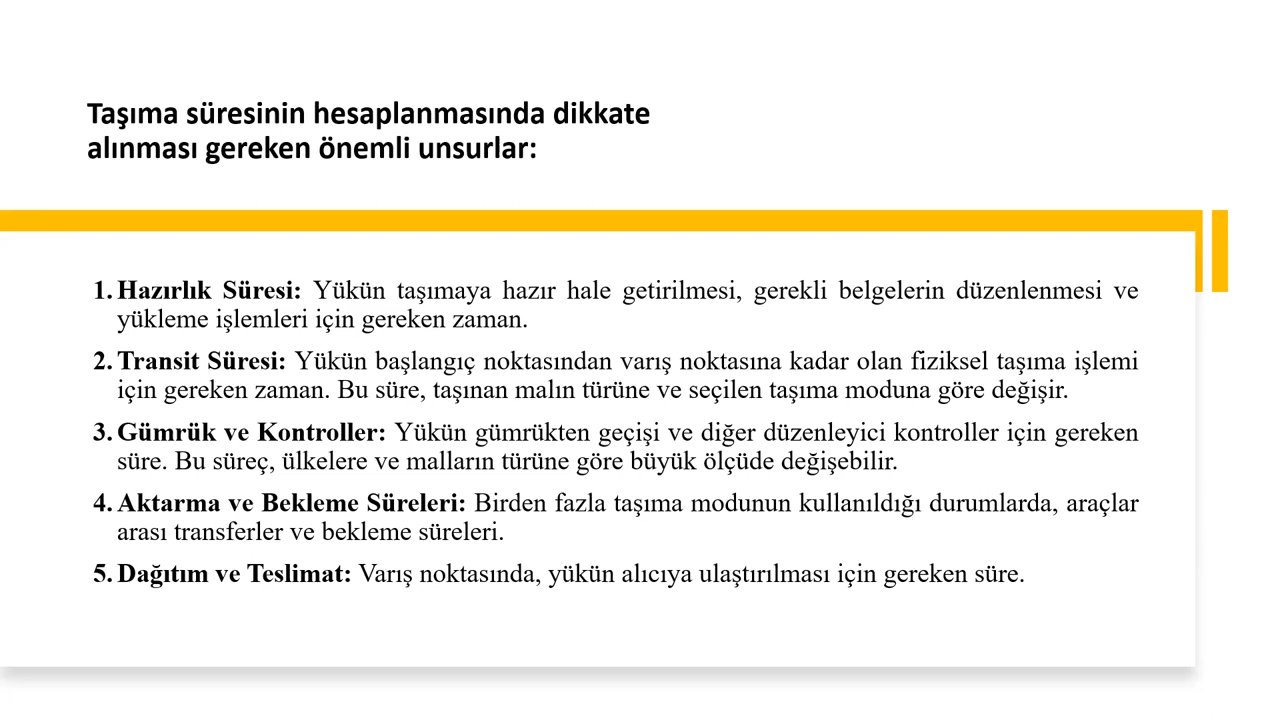 Taşıma süresinin hesaplanmasında dikkate
alınması gereken önemli unsurlar:
1. Hazırlık Süresi: Yükün taşımaya hazır hale getirilmesi, gerekli belgelerin düzenlenmesi ve
yükleme işlemleri için gereken zaman.
2. Transit Süresi: Yükün başlangıç noktasından varış noktasına kadar olan fiziksel taşıma işlemi
için gereken zaman. Bu süre, taşınan malın türüne ve seçilen taşıma moduna göre değişir.
3. Gümrük ve Kontroller: Yükün gümrükten geçişi ve diğer düzenleyici kontroller için gereken
süre. Bu süreç, ülkelere ve malların türüne göre büyük ölçüde değişebilir.
4. Aktarma ve Bekleme Süreleri: Birden fazla taşıma modunun kullanıldığı durumlarda, araçlar
arası transferler ve bekleme süreleri.
5. Dağıtım ve Teslimat: Varış noktasında, yükün alıcıya ulaştırılması için gereken süre.